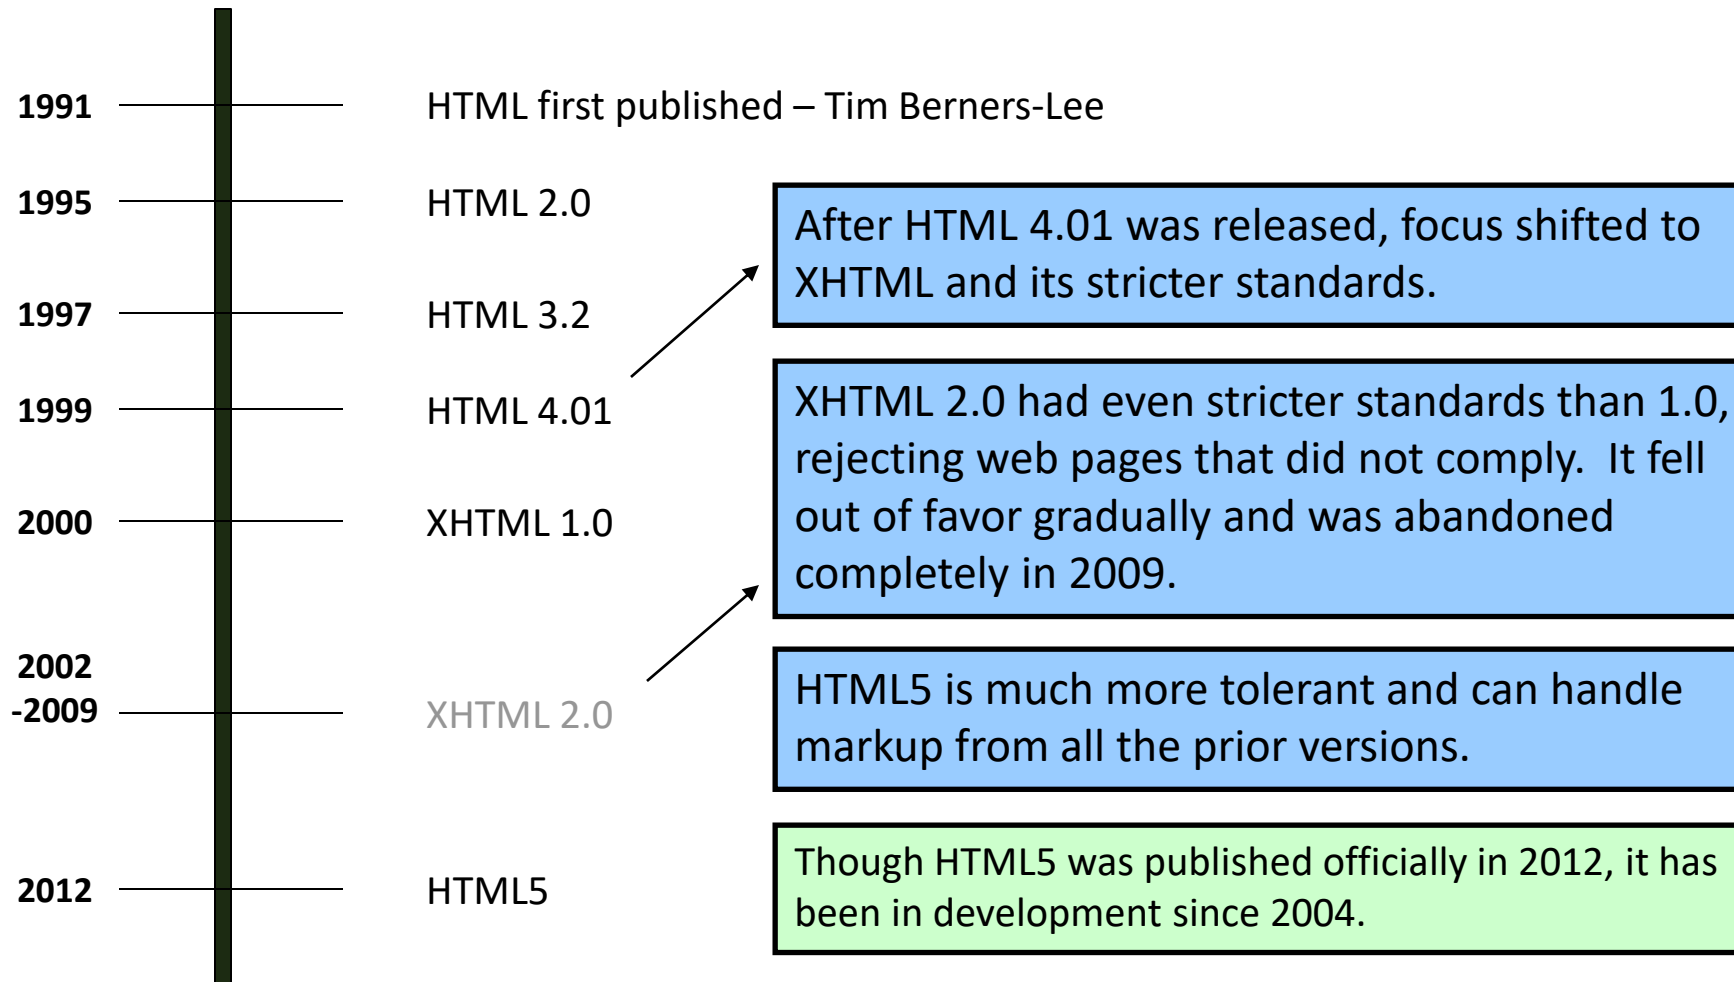 1991 HTML first published – Tim Berners-Lee
1995 HTML 2.0
1997 HTML 3.2
1999 HTML 4.01
2000 XHTML 1.0
2002
-2009 XHTML 2.0
2012 HTML5
After HTML 4.01 was released, focus shifted to
XHTML and its stricter standards.
XHTML 2.0 had even stricter standards than 1.0,
rejecting web pages that did not comply.  It fell
out of favor gradually and was abandoned
completely in 2009.
HTML5 is much more tolerant and can handle
markup from all the prior versions.
Though HTML5 was published officially in 2012, it has
been in development since 2004.